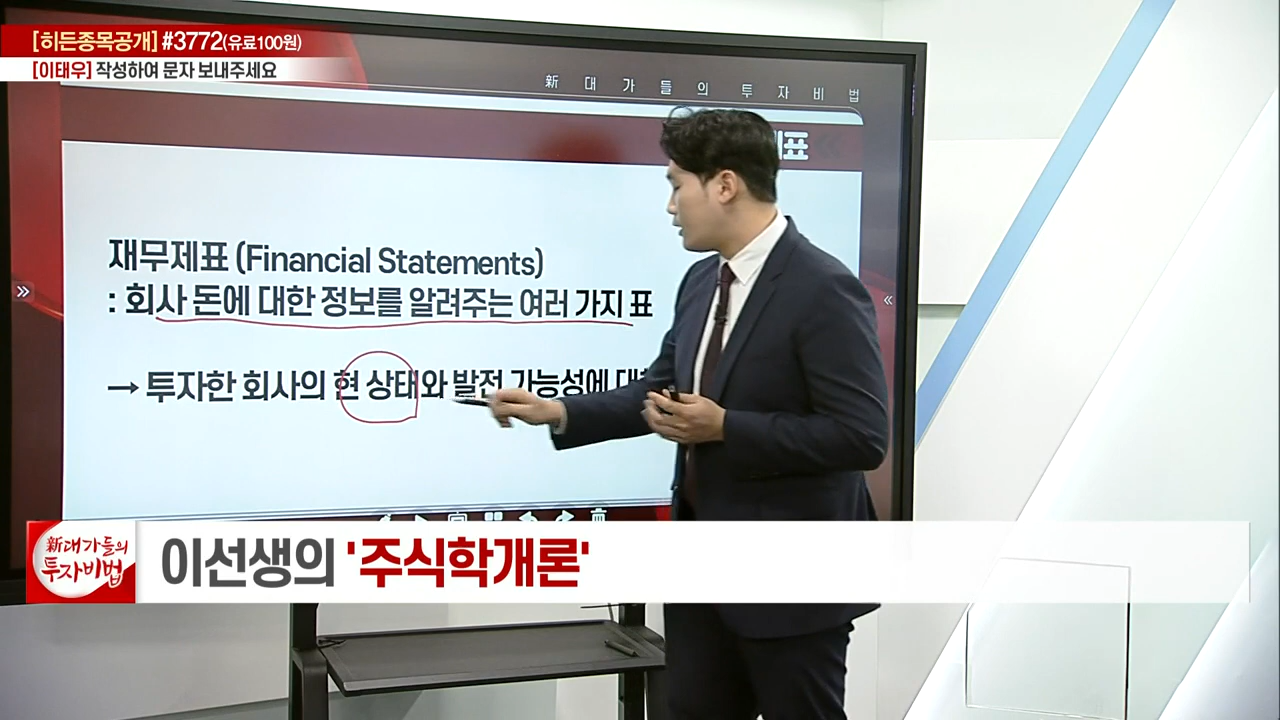 [히든종목공개] #3772(유료100원)
[이태우] 작성하여 문자 보내주세요
新 대 가 들 의 투 자 비 법
재무제표 (Financial Statements)
: 회사 돈에 대한 정보를 알려주는 여러 가지 표
→ 투자한 회사의 현 상태와 발전 가능성에
新대가들의
투자비법
이선생의 '주식학개론'